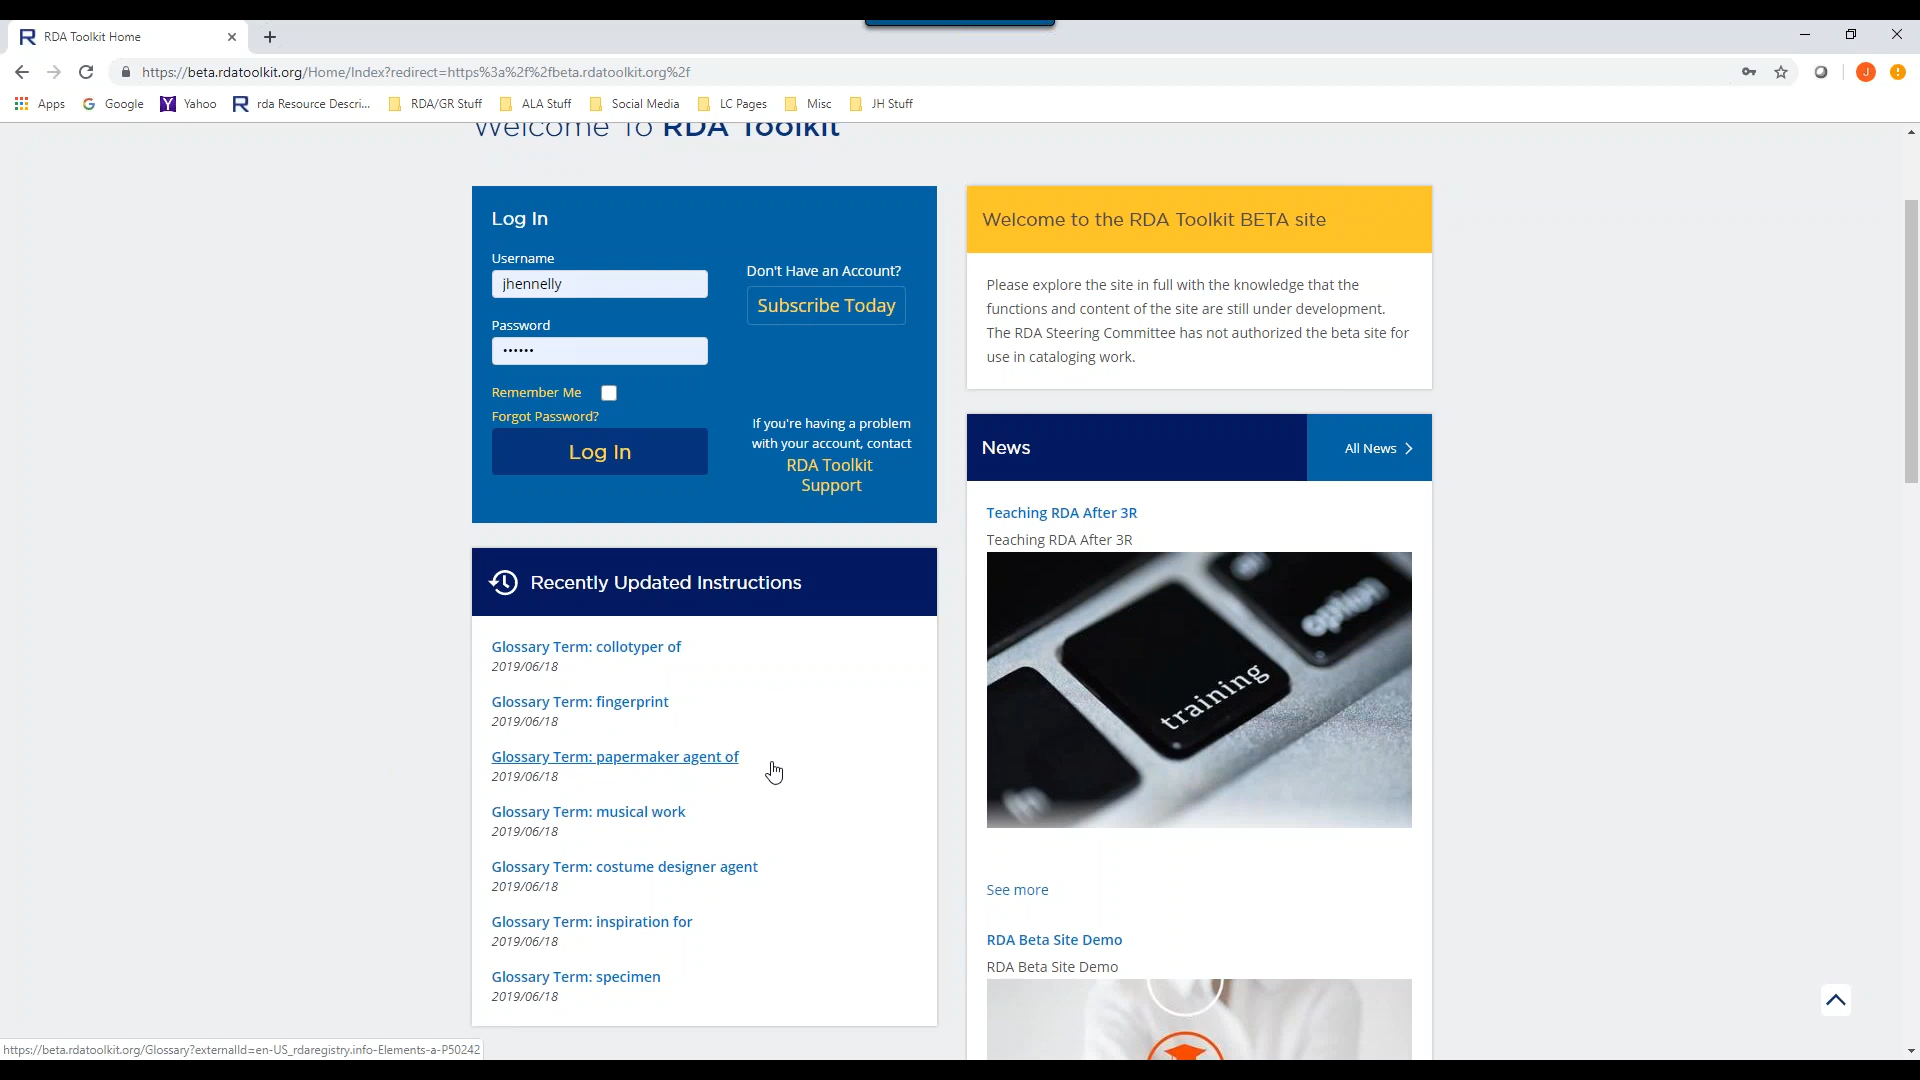 RDA Toolkit Home
https://beta.rdatoolkit.org/Home/Index?redirect=https%3a%2f%2fbeta.rdatoolkit.org%2f
J
Apps
Google
Yahoo
rda Resource Descri...
RDA/GR Stuff
ALA Stuff
Social Media
LC Pages
Misc
JH Stuff
Welcome To RDA Toolkit
Log In
Username
jhennelly
Password
••••••
Remember Me
Forgot Password?
Log In
Don't Have an Account?
Subscribe Today
If you're having a problem
with your account, contact
RDA Toolkit
Support
Recently Updated Instructions
Glossary Term: collotyper of
2019/06/18
Glossary Term: fingerprint
2019/06/18
Glossary Term: papermaker agent of
2019/06/18
Glossary Term: musical work
2019/06/18
Glossary Term: costume designer agent
2019/06/18
Glossary Term: inspiration for
2019/06/18
Glossary Term: specimen
2019/06/18
Welcome to the RDA Toolkit BETA site
Please explore the site in full with the knowledge that the
functions and content of the site are still under development.
The RDA Steering Committee has not authorized the beta site for
use in cataloging work.
News
All News
Teaching RDA After 3R
Teaching RDA After 3R
option
training
See more
RDA Beta Site Demo
RDA Beta Site Demo
https://beta.rdatoolkit.org/Glossary?externalId=en-US_rdaregistry.info-Elements-a-P50242